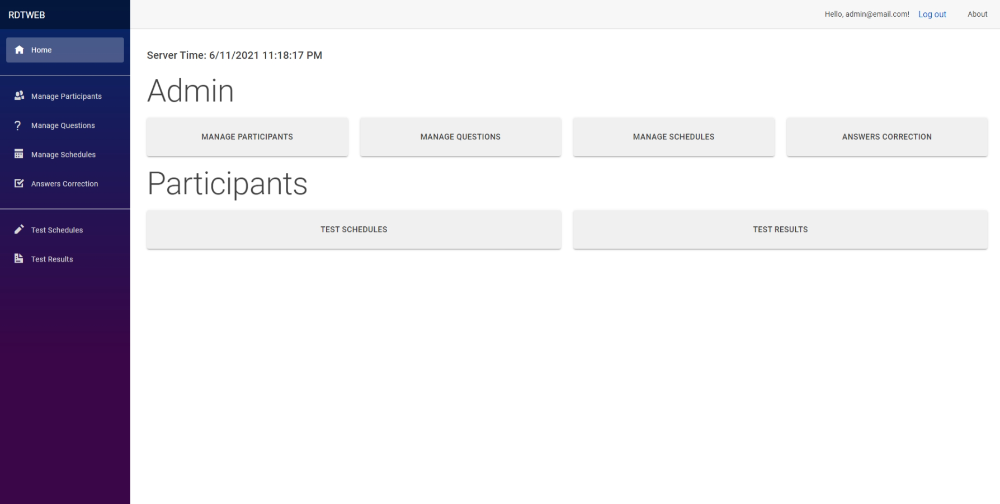 RDTWEB
Hello, admin@email.com! Log out About
Home
Manage Participants
Manage Questions
Manage Schedules
Answers Correction
Test Schedules
Test Results
Server Time: 6/11/2021 11:18:17 PM
Admin
MANAGE PARTICIPANTS MANAGE QUESTIONS MANAGE SCHEDULES ANSWERS CORRECTION
Participants
TEST SCHEDULES TEST RESULTS